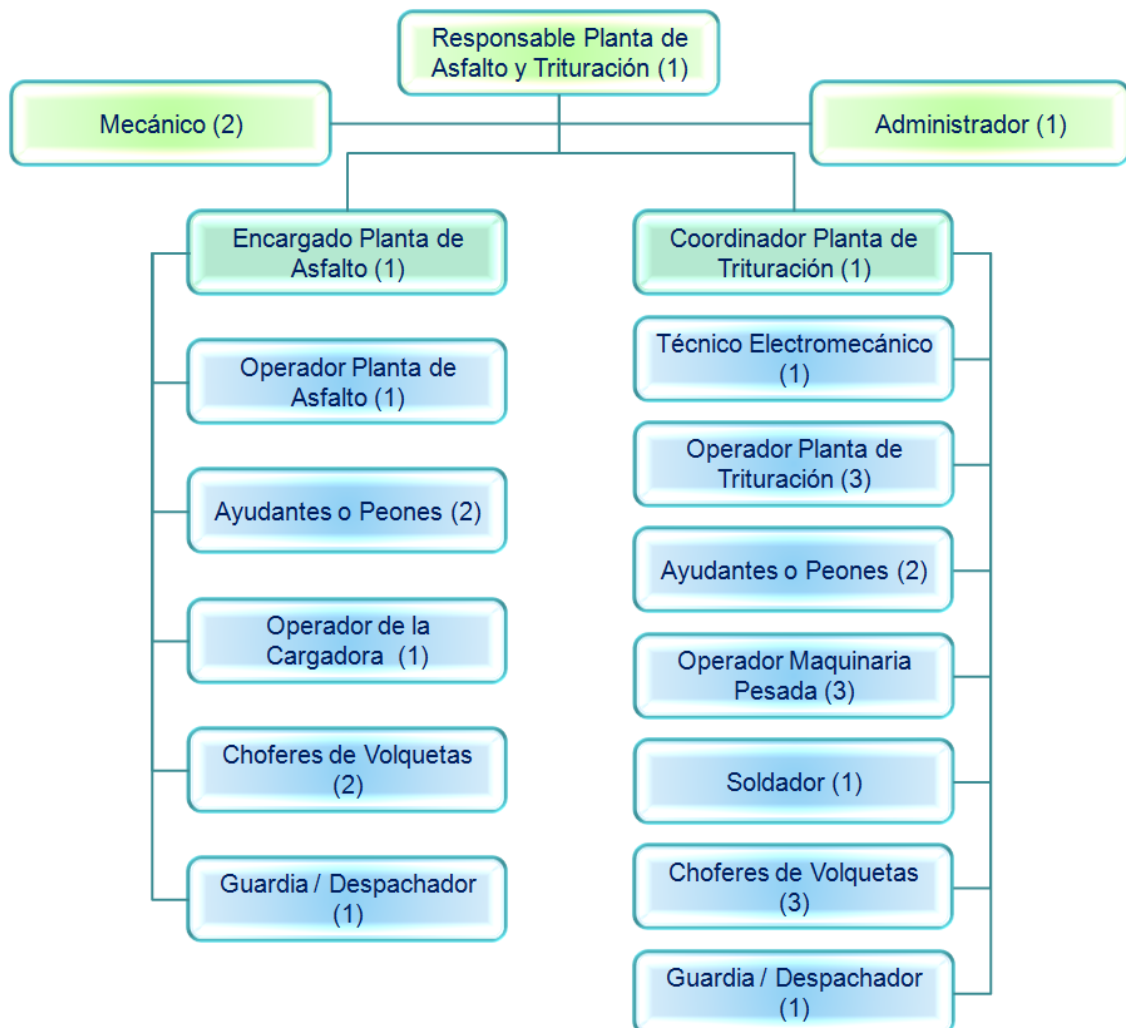 Responsable Planta de
Asfalto y Trituración (1)
Mecánico (2)
Administrador (1)
Encargado Planta de
Asfalto (1)
Operador Planta de
Asfalto (1)
Ayudantes o Peones (2)
Operador de la
Cargadora (1)
Choferes de Volquetas
(2)
Guardia / Despachador
(1)
Coordinador Planta de
Trituración (1)
Técnico Electromecánico
(1)
Operador Planta de
Trituración (3)
Ayudantes o Peones (2)
Operador Maquinaria
Pesada (3)
Soldador (1)
Choferes de Volquetas
(3)
Guardia / Despachador
(1)